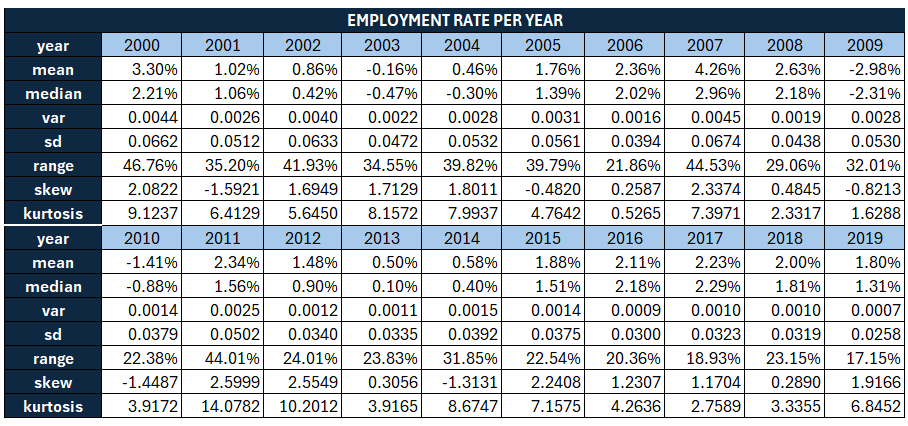 EMPLOYMENT RATE PER YEAR
year 2000 2001 2002 2003 2004 2005 2006 2007 2008 2009
mean 3.30% 1.02% 0.86% -0.16% 0.46% 1.76% 2.36% 4.26% 2.63% -2.98%
median 2.21% 1.06% 0.42% -0.47% -0.30% 1.39% 2.02% 2.96% 2.18% -2.31%
var 0.0044 0.0026 0.0040 0.0022 0.0028 0.0031 0.0016 0.0045 0.0019 0.0028
sd 0.0662 0.0512 0.0633 0.0472 0.0532 0.0561 0.0394 0.0674 0.0438 0.0530
range 46.76% 35.20% 41.93% 34.55% 39.82% 39.79% 21.86% 44.53% 29.06% 32.01%
skew 2.0822 -1.5921 1.6949 1.7129 1.8011 -0.4820 0.2587 2.3374 0.4845 -0.8213
kurtosis 9.1237 6.4129 5.6450 8.1572 7.9937 4.7642 0.5265 7.3971 2.3317 1.6288
year 2010 2011 2012 2013 2014 2015 2016 2017 2018 2019
mean -1.41% 2.34% 1.48% 0.50% 0.58% 1.88% 2.11% 2.23% 2.00% 1.80%
median -0.88% 1.56% 0.90% 0.10% 0.40% 1.51% 2.18% 2.29% 1.81% 1.31%
var 0.0014 0.0025 0.0012 0.0011 0.0015 0.0014 0.0009 0.0010 0.0010 0.0007
sd 0.0379 0.0502 0.0340 0.0335 0.0392 0.0375 0.0300 0.0323 0.0319 0.0258
range 22.38% 44.01% 24.01% 23.83% 31.85% 22.54% 20.36% 18.93% 23.15% 17.15%
skew -1.4487 2.5999 2.5549 0.3056 -1.3131 2.2408 1.2307 1.1704 0.2890 1.9166
kurtosis 3.9172 14.0782 10.2012 3.9165 8.6747 7.1575 4.2636 2.7589 3.3355 6.8452